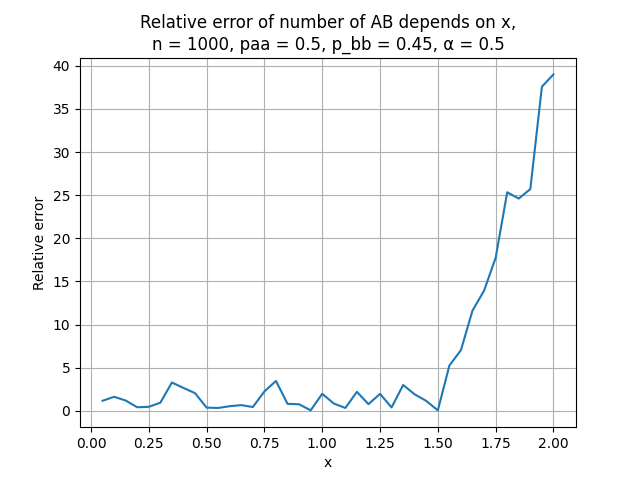 Relative error of number of AB depends on x,
n = 1000, paa = 0.5, p_bb = 0.45, α = 0.5
Relative error
40
35
30
25
20
15
10
5
0
0.00 0.25 0.50 0.75 1.00 1.25 1.50 1.75 2.00
x